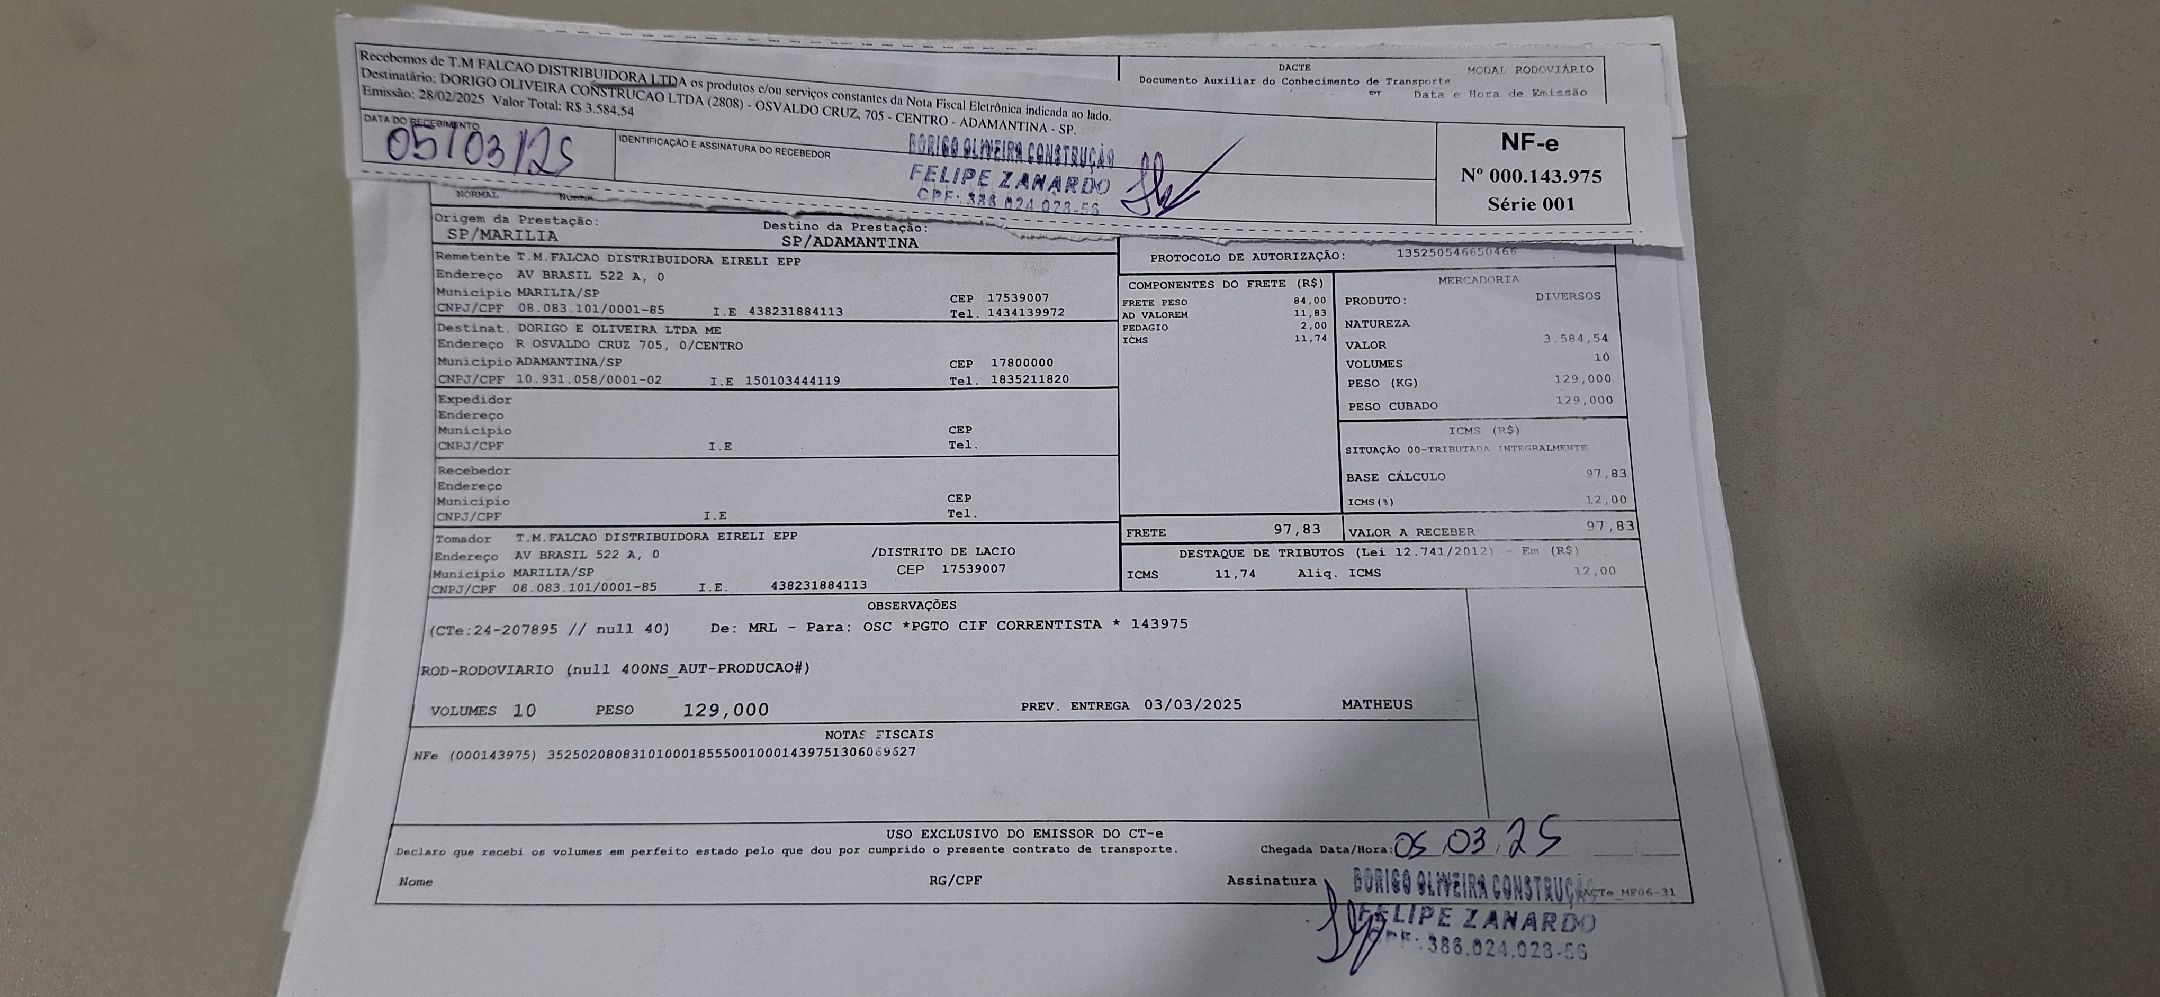 Recebemos de T.M FALCAO DISTRIBUIDORA LTDA os produtos e/ou serviços constantes da Nota Fiscal Eletrônica indicada ao lado.
Destinatário: DORIGO OLIVEIRA CONSTRUCAO LTDA (2808) - OSVALDO CRUZ, 705 - CENTRO - ADAMANTINA - SP.
Emissão: 28/02/2025 Valor Total: R$ 3.584,54
DACTE
Documento Auxiliar do Conhecimento de Transporte
MODAL RODOVIÁRIO
Data e Hora de Emissão
DATA DO RECEBIMENTO
05/03/25
IDENTIFICAÇÃO E ASSINATURA DO RECEBEDOR
DORIGO OLIVEIRA CONSTRUÇÃO
FELIPE ZANARDO
CPF: 388.024.028-56
NF-e
Nº 000.143.975
Série 001
NORMAL
Origem da Prestação:
SP/MARILIA
Destino da Prestação:
SP/ADAMANTINA
Remetente T.M.FALCAO DISTRIBUIDORA EIRELI EPP
Endereço AV BRASIL 522 A, 0
Município MARILIA/SP CEP 17539007
CNPJ/CPF 08.083.101/0001-85 I.E 438231884113 Tel. 1434139972
Destinat. DORIGO E OLIVEIRA LTDA ME
Endereço R OSVALDO CRUZ 705, 0/CENTRO
Município ADAMANTINA/SP CEP 17800000
CNPJ/CPF 10.931.058/0001-02 I.E 150103444119 Tel. 1835211820
Expedidor
Endereço
Município CEP
CNPJ/CPF I.E Tel.
Recebedor
Endereço
Município CEP
CNPJ/CPF I.E Tel.
Tomador T.M.FALCAO DISTRIBUIDORA EIRELI EPP
Endereço AV BRASIL 522 A, 0 /DISTRITO DE LACIO
Município MARILIA/SP CEP 17539007
CNPJ/CPF 08.083.101/0001-85 I.E. 438231884113
PROTOCOLO DE AUTORIZAÇÃO: 135250546650466
COMPONENTES DO FRETE (R$)
FRETE PESO 84,00
AD VALOREM 11,83
PEDAGIO 2,00
ICMS 11,74
MERCADORIA
PRODUTO: DIVERSOS
NATUREZA
VALOR 3.584,54
VOLUMES 10
PESO (KG) 129,000
PESO CUBADO 129,000
ICMS (R$)
SITUAÇÃO 00-TRIBUTADA INTEGRALMENTE
BASE CÁLCULO 97,83
ICMS(%) 12,00
FRETE 97,83
VALOR A RECEBER 97,83
DESTAQUE DE TRIBUTOS (Lei 12.741/2012) - Em (R$)
ICMS 11,74 Aliq. ICMS 12,00
OBSERVAÇÕES
(CTe:24-207895 // null 40) De: MRL - Para: OSC *PGTO CIF CORRENTISTA * 143975
ROD-RODOVIARIO (null 400NS_AUT-PRODUCAO#)
VOLUMES 10 PESO 129,000 PREV. ENTREGA 03/03/2025 MATHEUS
NOTAS FISCAIS
NFe (000143975) 35250208083101000185550010001439751306069627
USO EXCLUSIVO DO EMISSOR DO CT-e
Declaro que recebi os volumes em perfeito estado pelo que dou por cumprido o presente contrato de transporte.
Chegada Data/Hora: 05 03 25
Nome RG/CPF Assinatura
DORIGO OLIVEIRA CONSTRUÇÃO
ACTe_MF06-31
FELIPE ZANARDO
CPF: 388.024.028-56